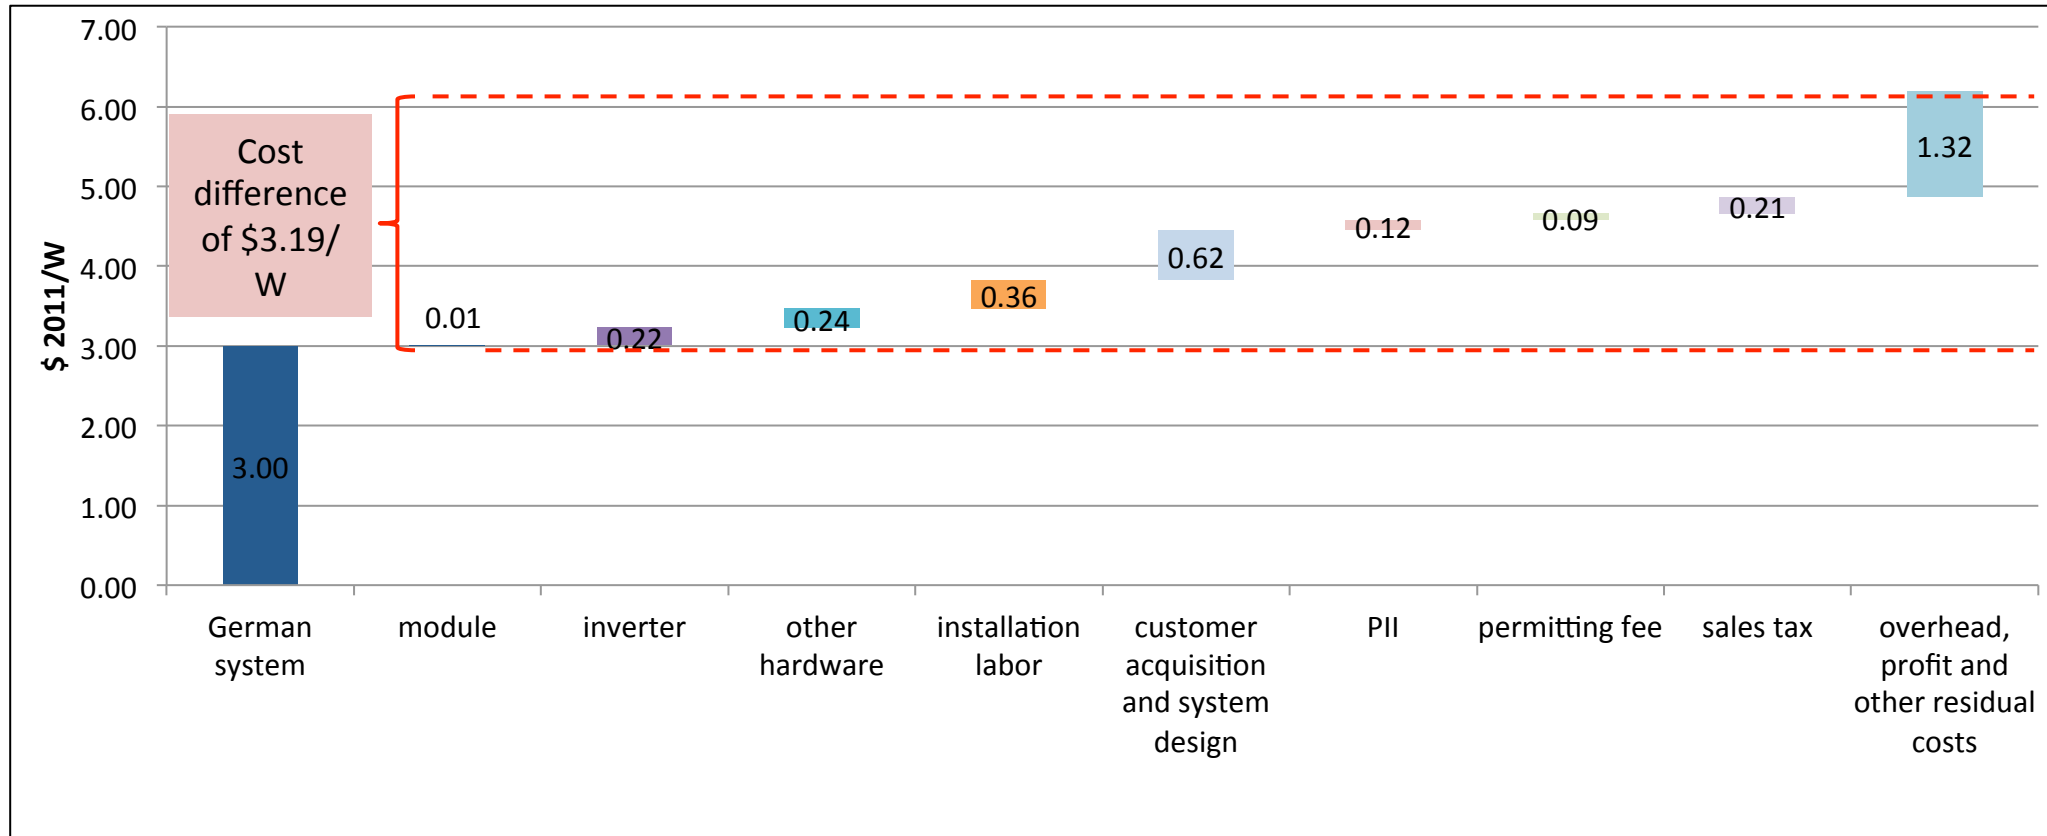 7.00
6.00
5.00
4.00
3.00
2.00
1.00
0.00
$ 2011/W
Cost
difference
of $3.19/
W
3.00
0.01
0.22
0.24
0.36
0.62
0.12
0.09
0.21
1.32
German
system
module
inverter
other
hardware
installation
labor
customer
acquisition
and system
design
PII
permitting fee
sales tax
overhead,
profit and
other residual
costs